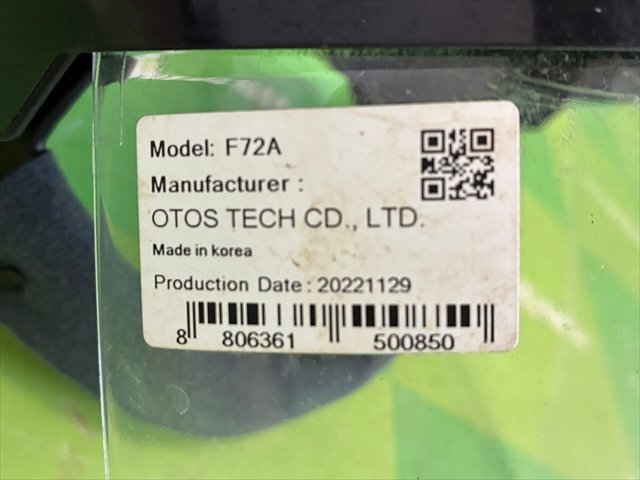 Model: F72A
Manufacturer :
OTOS TECH CD., LTD.
Made in korea
Production Date : 20221129
8 806361 500850